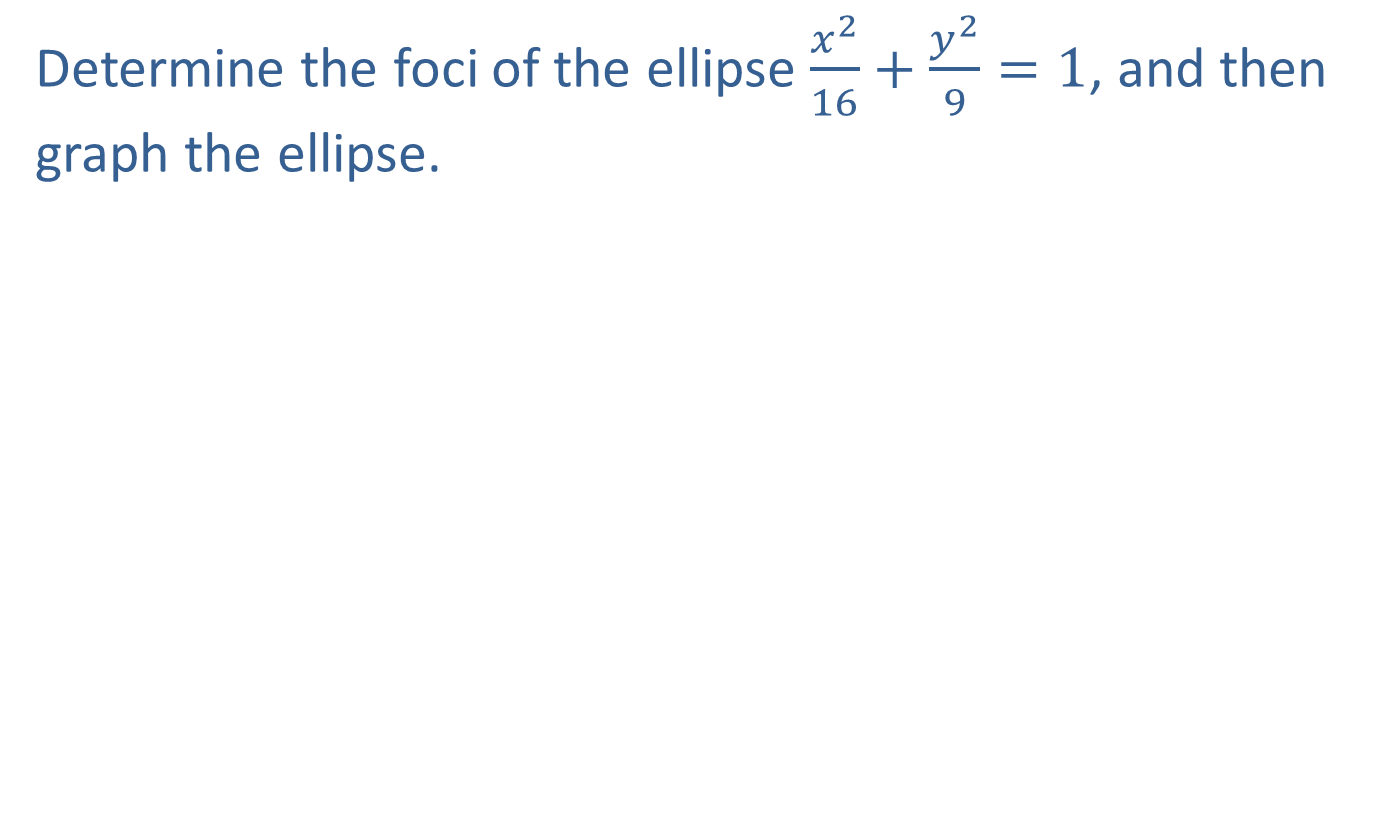 Determine the foci of the ellipse x²/16 + y²/9 = 1, and then
graph the ellipse.